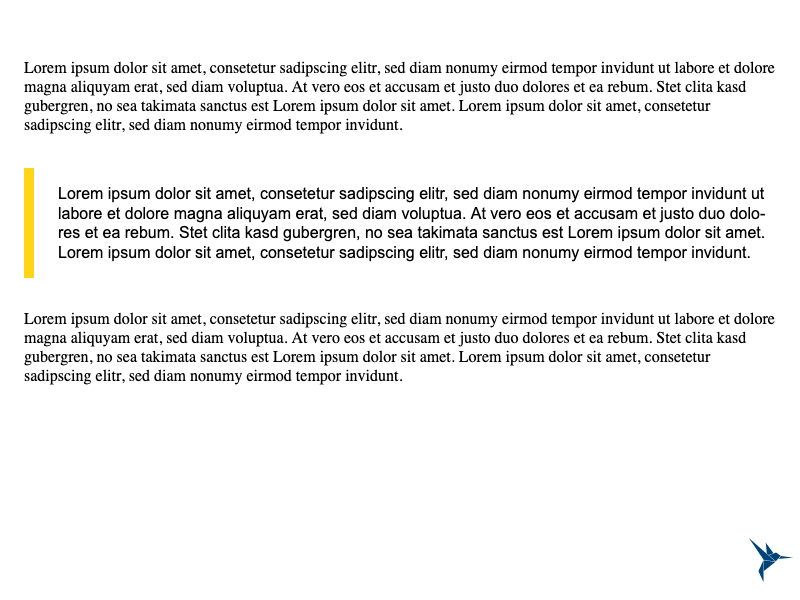 Lorem ipsum dolor sit amet, consetetur sadipscing elitr, sed diam nonumy eirmod tempor invidunt ut labore et dolore
magna aliquyam erat, sed diam voluptua. At vero eos et accusam et justo duo dolores et ea rebum. Stet clita kasd
gubergren, no sea takimata sanctus est Lorem ipsum dolor sit amet. Lorem ipsum dolor sit amet, consetetur
sadipscing elitr, sed diam nonumy eirmod tempor invidunt.
Lorem ipsum dolor sit amet, consetetur sadipscing elitr, sed diam nonumy eirmod tempor invidunt ut
labore et dolore magna aliquyam erat, sed diam voluptua. At vero eos et accusam et justo duo dolo-
res et ea rebum. Stet clita kasd gubergren, no sea takimata sanctus est Lorem ipsum dolor sit amet.
Lorem ipsum dolor sit amet, consetetur sadipscing elitr, sed diam nonumy eirmod tempor invidunt.
Lorem ipsum dolor sit amet, consetetur sadipscing elitr, sed diam nonumy eirmod tempor invidunt ut labore et dolore
magna aliquyam erat, sed diam voluptua. At vero eos et accusam et justo duo dolores et ea rebum. Stet clita kasd
gubergren, no sea takimata sanctus est Lorem ipsum dolor sit amet. Lorem ipsum dolor sit amet, consetetur
sadipscing elitr, sed diam nonumy eirmod tempor invidunt.